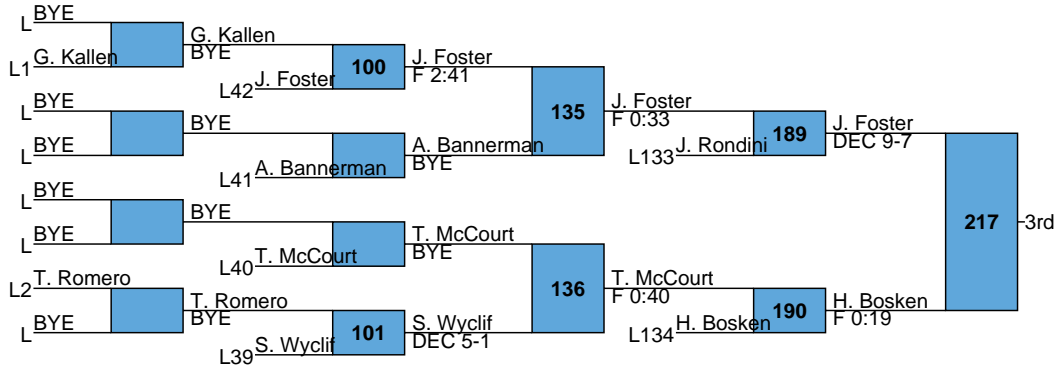 L BYE
L1 G. Kallen
G. Kallen
BYE
L42 J. Foster
100
J. Foster
F 2:41
L BYE
L BYE
BYE
L41 A. Bannerman
A. Bannerman
BYE
135
J. Foster
F 0:33
L133 J. Rondini
189
J. Foster
DEC 9-7
L BYE
L BYE
BYE
L40 T. McCourt
T. McCourt
BYE
L2 T. Romero
L BYE
T. Romero
BYE
L39 S. Wyclif
101
S. Wyclif
DEC 5-1
136
T. McCourt
F 0:40
L134 H. Bosken
190
H. Bosken
F 0:19
217
3rd